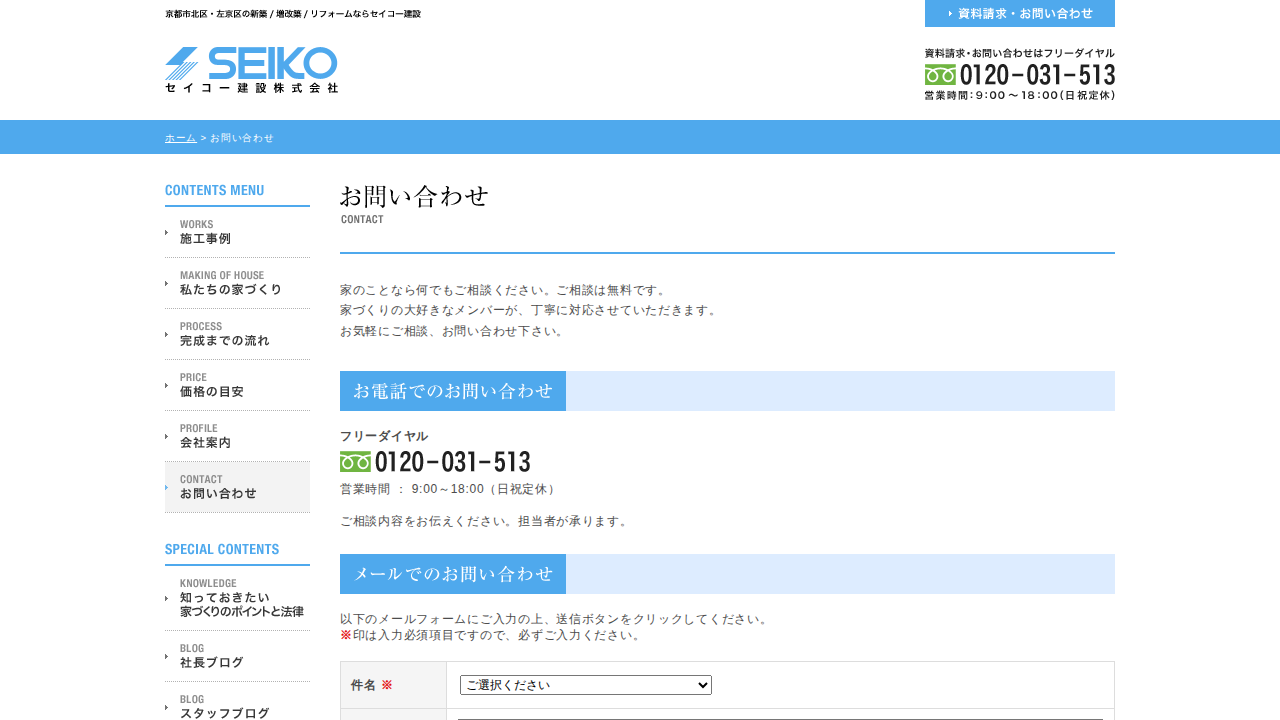 京都市北区・左京区の新築 / 増改築 / リフォームならセイコー建設
資料請求・お問い合わせ
SEIKO
セイコー建設株式会社
資料請求・お問い合わせはフリーダイヤル
0120-031-513
営業時間:9:00～18:00(日祝定休)
ホーム > お問い合わせ
CONTENTS MENU
WORKS
施工事例
MAKING OF HOUSE
私たちの家づくり
PROCESS
完成までの流れ
PRICE
価格の目安
PROFILE
会社案内
CONTACT
お問い合わせ
SPECIAL CONTENTS
KNOWLEDGE
知っておきたい
家づくりのポイントと法律
BLOG
社長ブログ
BLOG
スタッフブログ
お問い合わせ
CONTACT
家のことなら何でもご相談ください。ご相談は無料です。
家づくりの大好きなメンバーが、丁寧に対応させていただきます。
お気軽にご相談、お問い合わせ下さい。
お電話でのお問い合わせ
フリーダイヤル
0120-031-513
営業時間 ： 9:00～18:00（日祝定休）
ご相談内容をお伝えください。担当者が承ります。
メールでのお問い合わせ
以下のメールフォームにご入力の上、送信ボタンをクリックしてください。
※印は入力必須項目ですので、必ずご入力ください。
件名 ※
ご選択ください